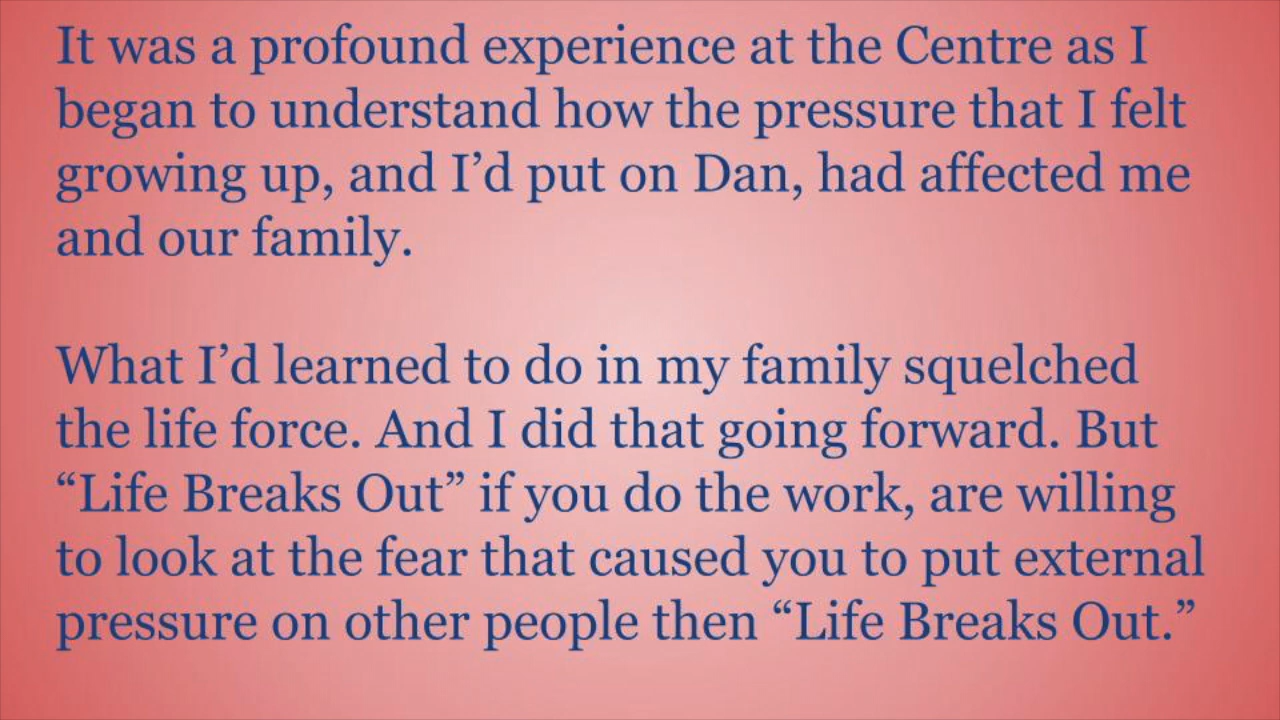 It was a profound experience at the Centre as I
began to understand how the pressure that I felt
growing up, and I’d put on Dan, had affected me
and our family.
What I’d learned to do in my family squelched
the life force. And I did that going forward. But
“Life Breaks Out” if you do the work, are willing
to look at the fear that caused you to put external
pressure on other people then “Life Breaks Out.”